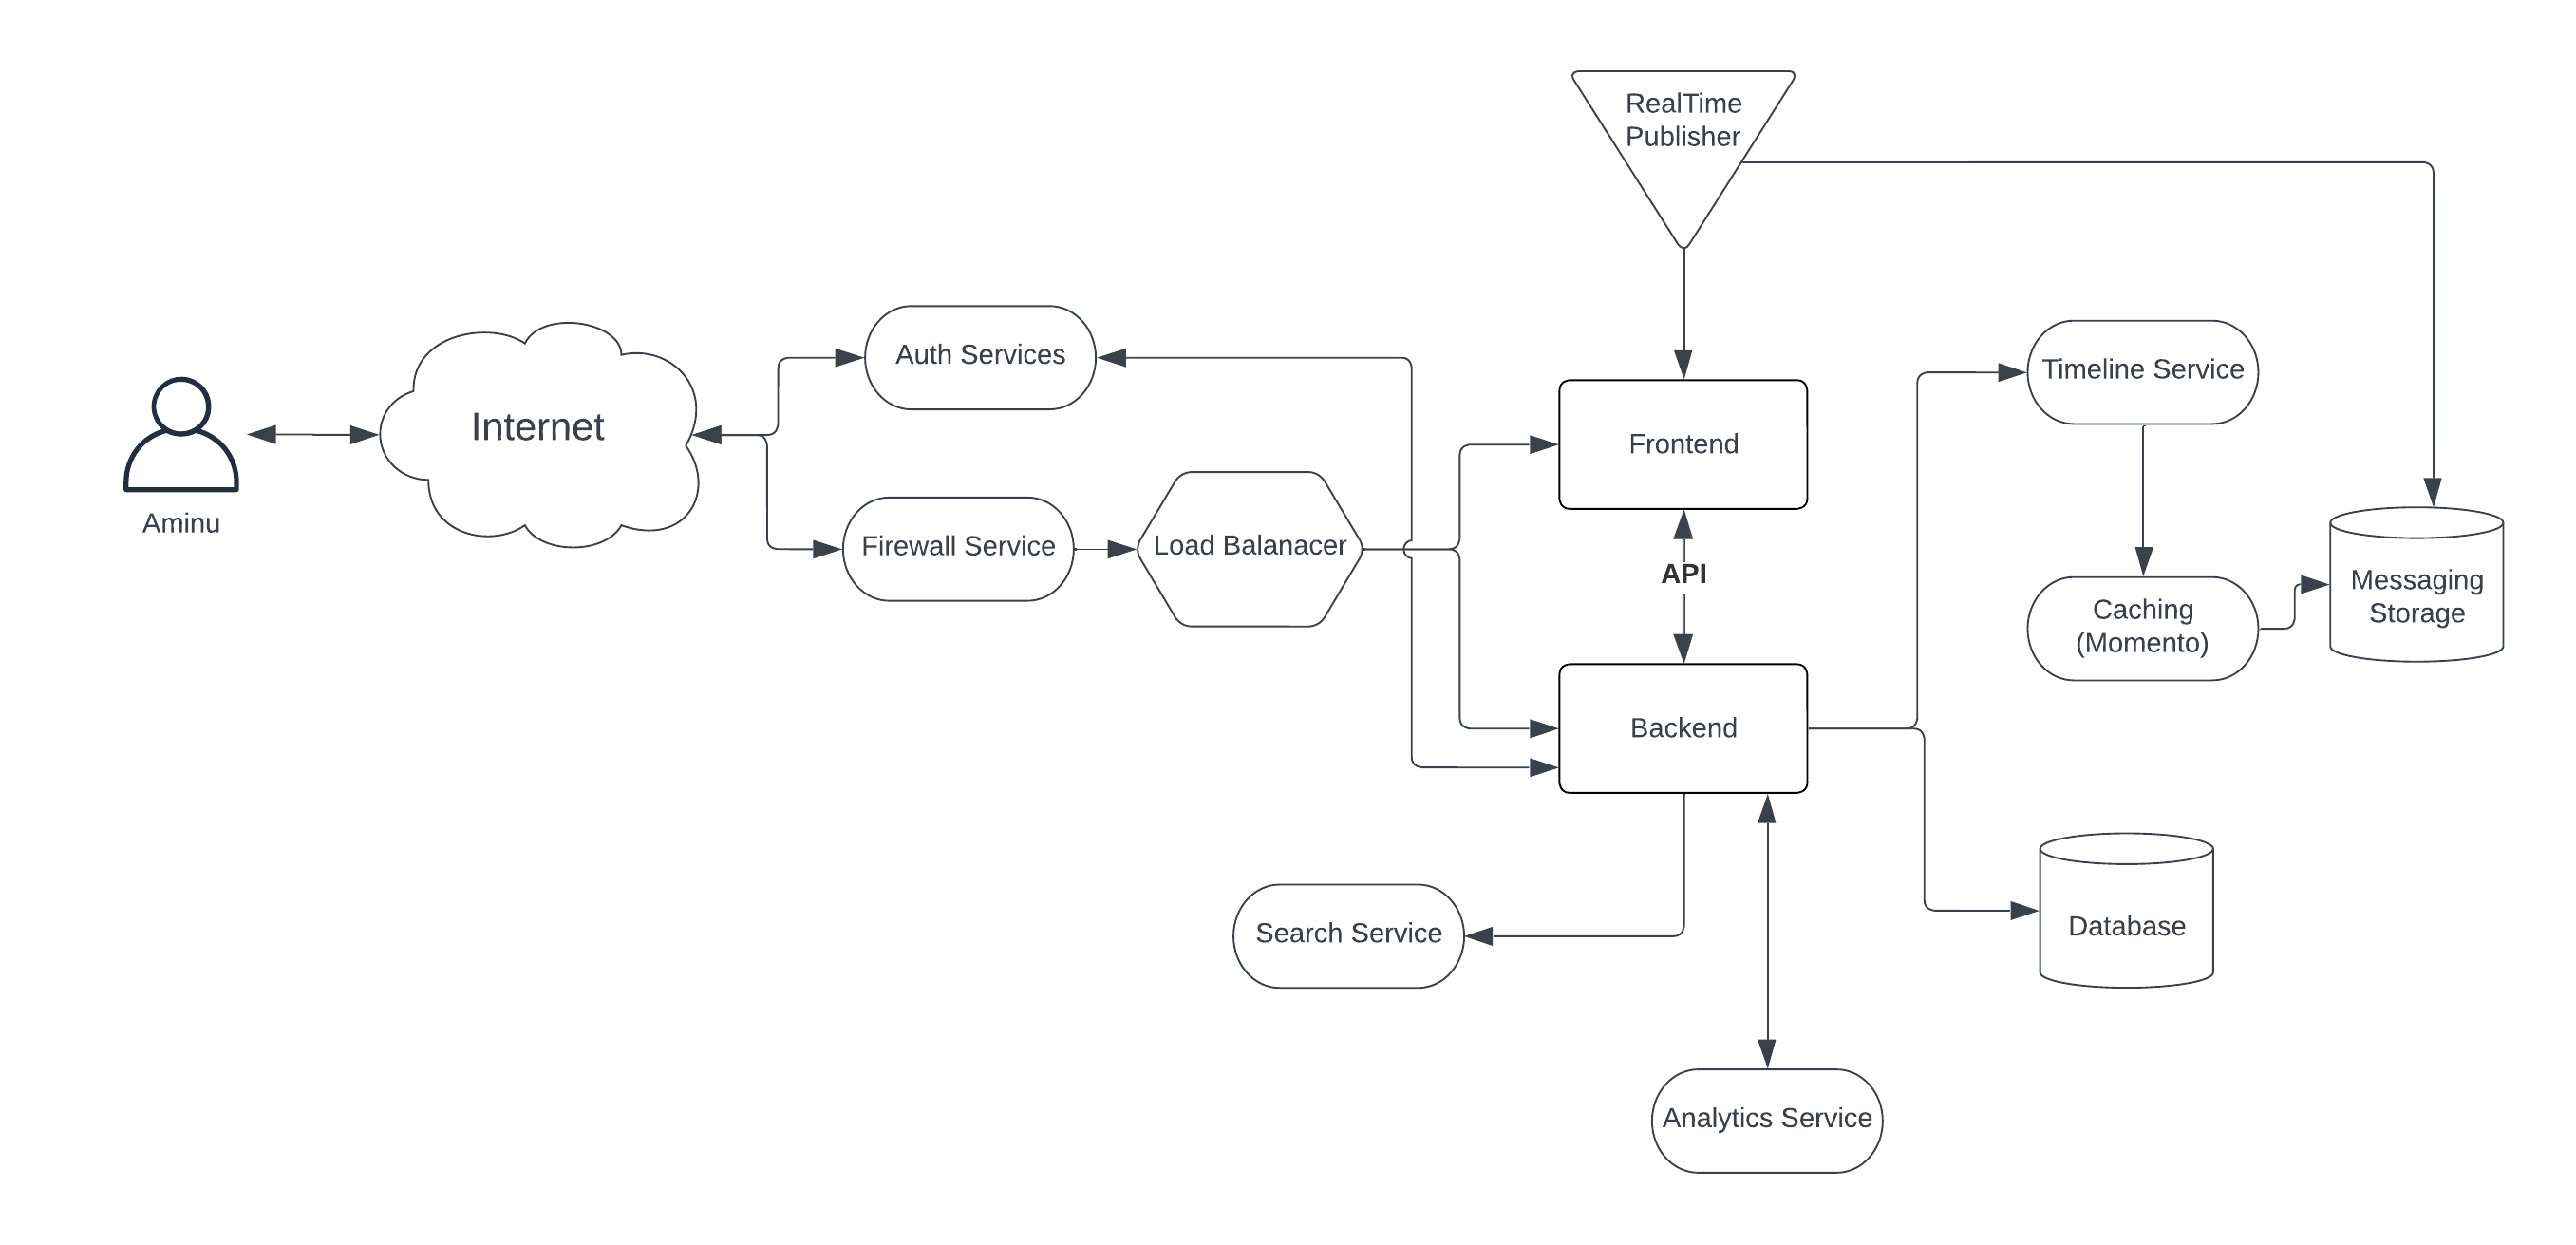 RealTime
Publisher
Auth Services
Timeline Service
Internet
Frontend
Aminu
Firewall Service
Load Balanacer
API
Messaging
Storage
Caching
(Momento)
Backend
Search Service
Database
Analytics Service